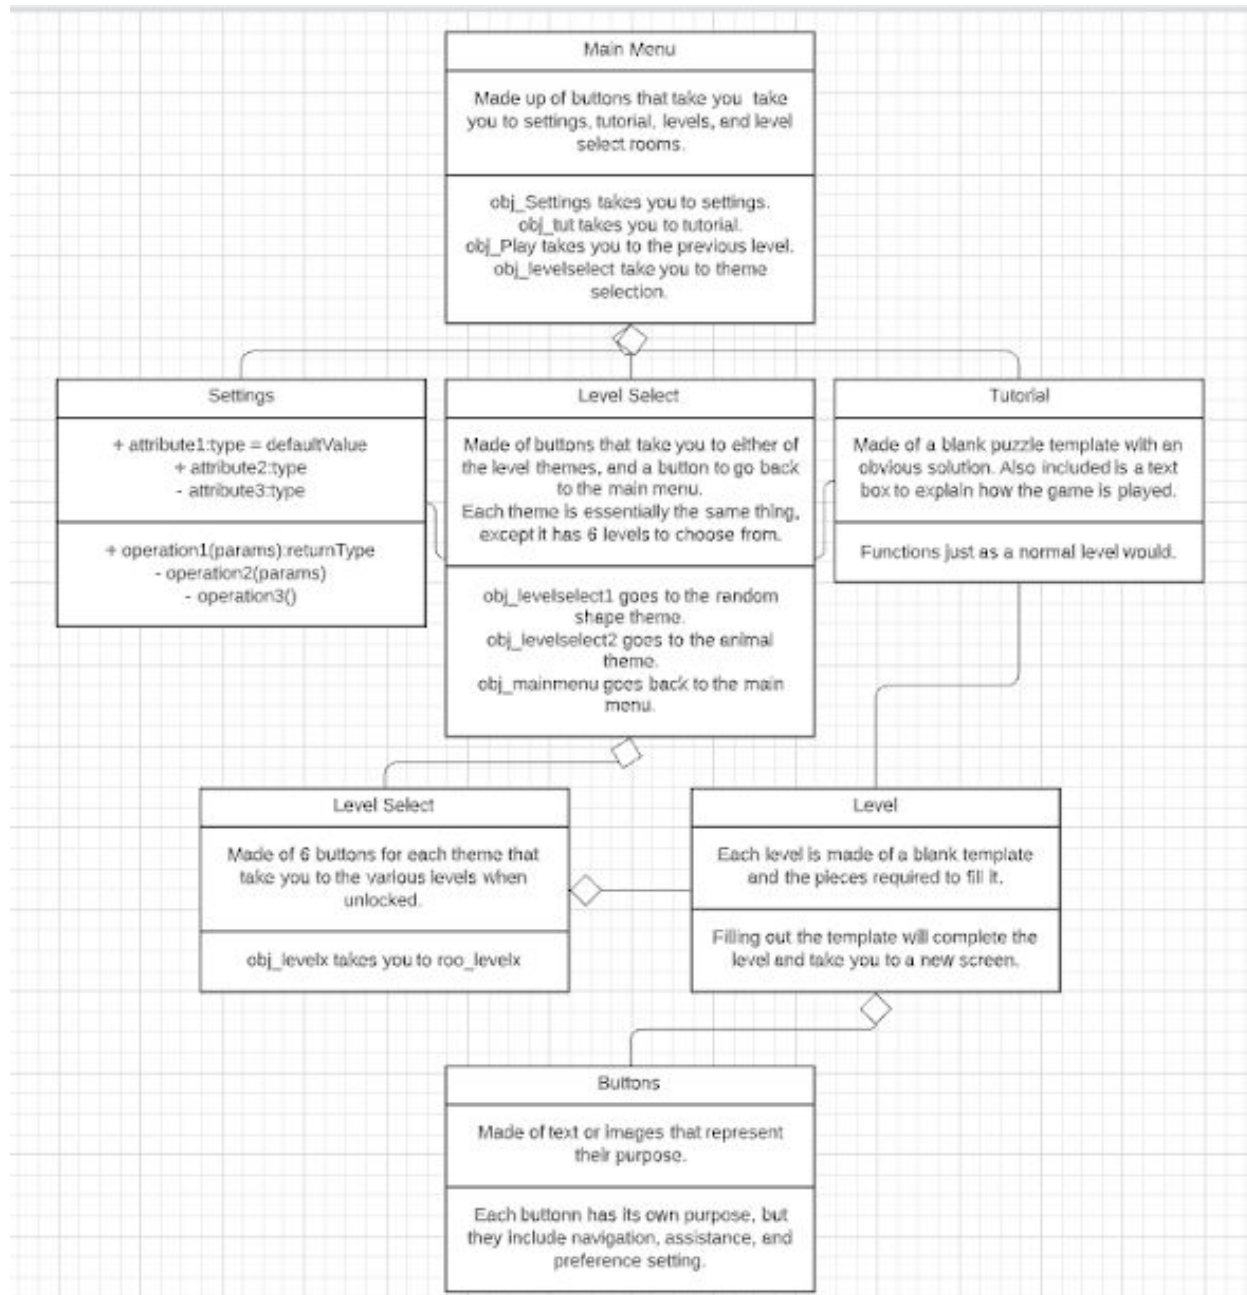 Main Menu
Made up of buttons that take you take
you to settings, tutorial, levels, and level
select rooms.
obj_Settings takes you to settings.
obj_tut takes you to tutorial.
obj_Play takes you to the previous level.
obj_levelselect take you to theme
selection.
Settings
+ attribute1:type = defaultValue
+ attribute2:type
- attribute3:type
+ operation1(params):returnType
- operation2(params)
- operation3()
Level Select
Made of buttons that take you to either of
the level themes, and a button to go back
to the main menu.
Each theme is essentially the same thing,
except it has 6 levels to choose from.
obj_levelselect1 goes to the random
shape theme.
obj_levelselect2 goes to the animal
theme.
obj_mainmenu goes back to the main
menu.
Tutorial
Made of a blank puzzle template with an
obvious solution. Also included is a text
box to explain how the game is played.
Functions just as a normal level would.
Level Select
Made of 6 buttons for each theme that
take you to the various levels when
unlocked.
obj_levelx takes you to roo_levelx
Level
Each level is made of a blank template
and the pieces required to fill it.
Filling out the template will complete the
level and take you to a new screen.
Buttons
Made of text or images that represent
their purpose.
Each buttonn has its own purpose, but
they include navigation, assistance, and
preference setting.